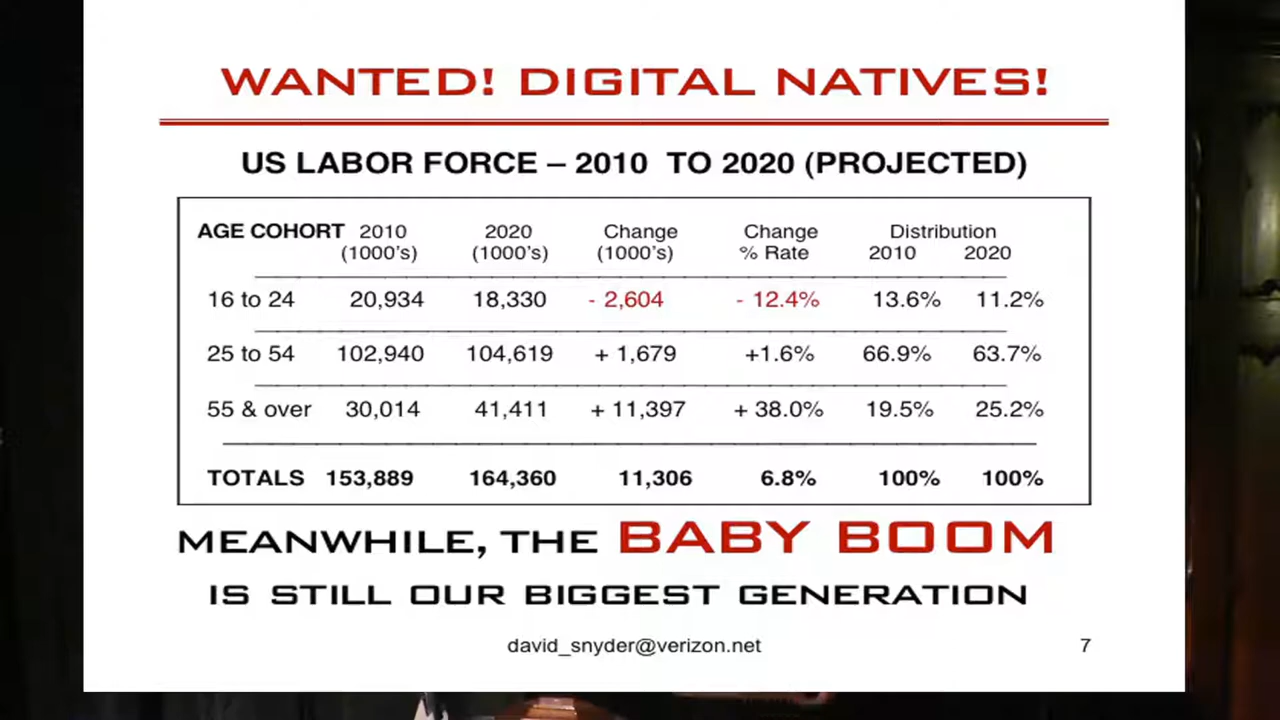 WANTED! DIGITAL NATIVES!
US LABOR FORCE – 2010 TO 2020 (PROJECTED)
AGE COHORT 2010 2020 Change Change Distribution
(1000's) (1000's) (1000's) % Rate 2010 2020
16 to 24 20,934 18,330 - 2,604 - 12.4% 13.6% 11.2%
25 to 54 102,940 104,619 + 1,679 +1.6% 66.9% 63.7%
55 & over 30,014 41,411 + 11,397 + 38.0% 19.5% 25.2%
TOTALS 153,889 164,360 11,306 6.8% 100% 100%
MEANWHILE, THE BABY BOOM
IS STILL OUR BIGGEST GENERATION
david_snyder@verizon.net 7